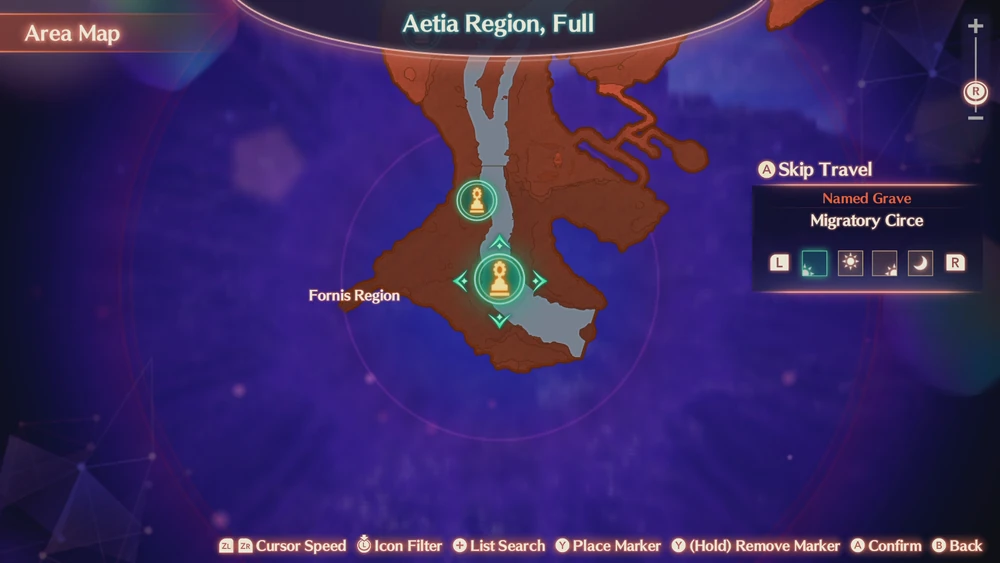 Area Map
Aetia Region, Full
R
A Skip Travel
Named Grave
Migratory Circe
L R
Fornis Region
ZL ZR Cursor Speed L Icon Filter List Search Y Place Marker Y (Hold) Remove Marker A Confirm B Back